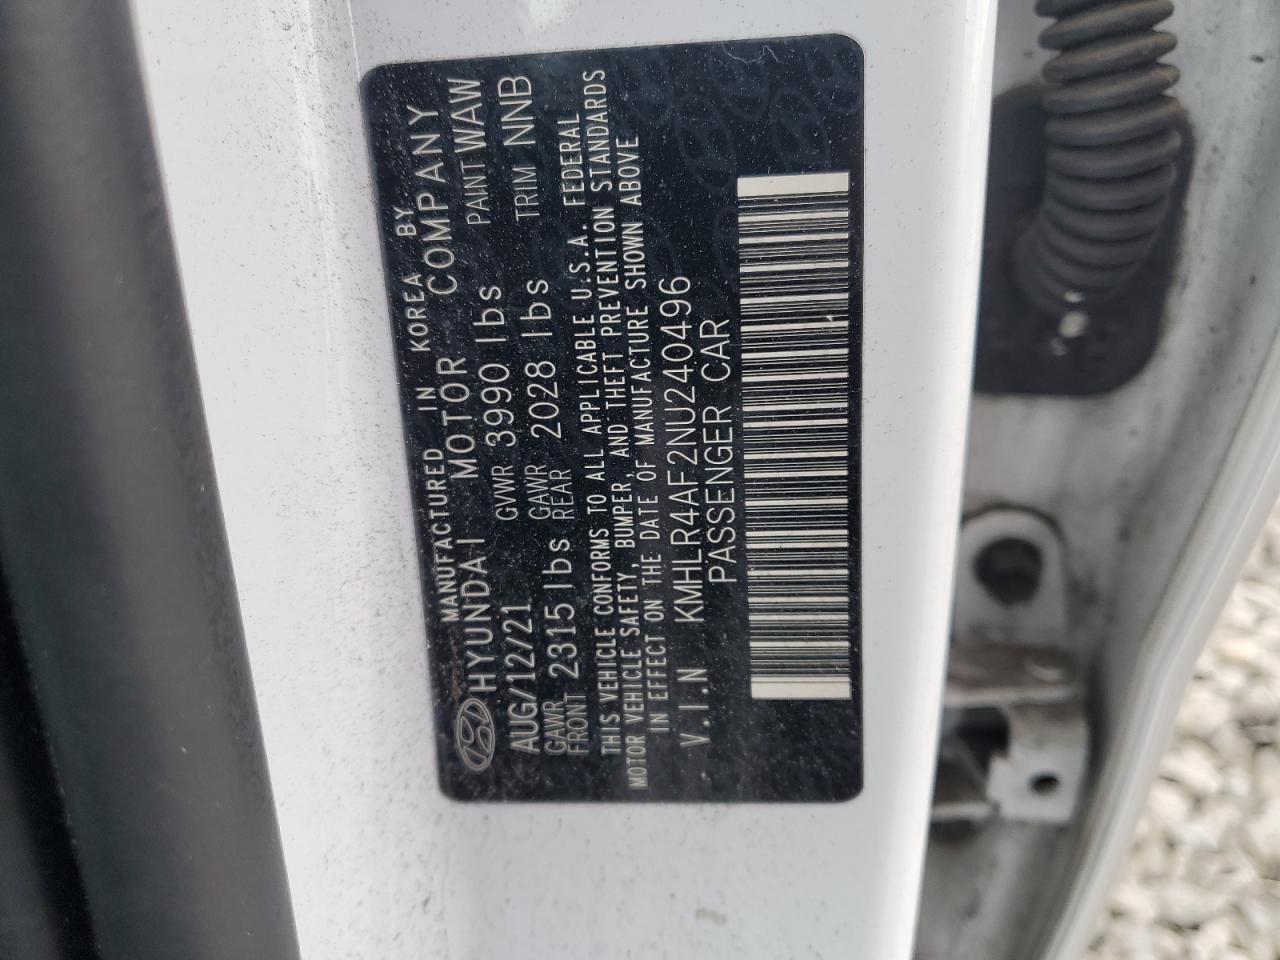 MANUFACTURED IN KOREA BY
HYUNDAI MOTOR COMPANY
AUG/12/21 GVWR 3990 lbs PAINT WAW
GAWR FRONT 2315 lbs GAWR REAR 2028 lbs TRIM NNB
THIS VEHICLE CONFORMS TO ALL APPLICABLE U.S.A. FEDERAL
MOTOR VEHICLE SAFETY, BUMPER, AND THEFT PREVENTION STANDARDS
IN EFFECT ON THE DATE OF MANUFACTURE SHOWN ABOVE
V.I.N KMHLR4AF2NU240496
PASSENGER CAR